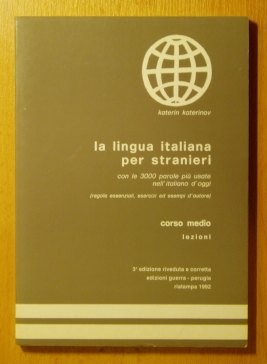 katerin katerinov
la lingua italiana
per stranieri
con le 3000 parole più usate
nell'italiano d'oggi
(regole essenziali, esercizi ed esempi d'autore)
corso medio
lezioni
5ª edizione riveduta e corretta
edizioni guerra - perugia
ristampa 1982